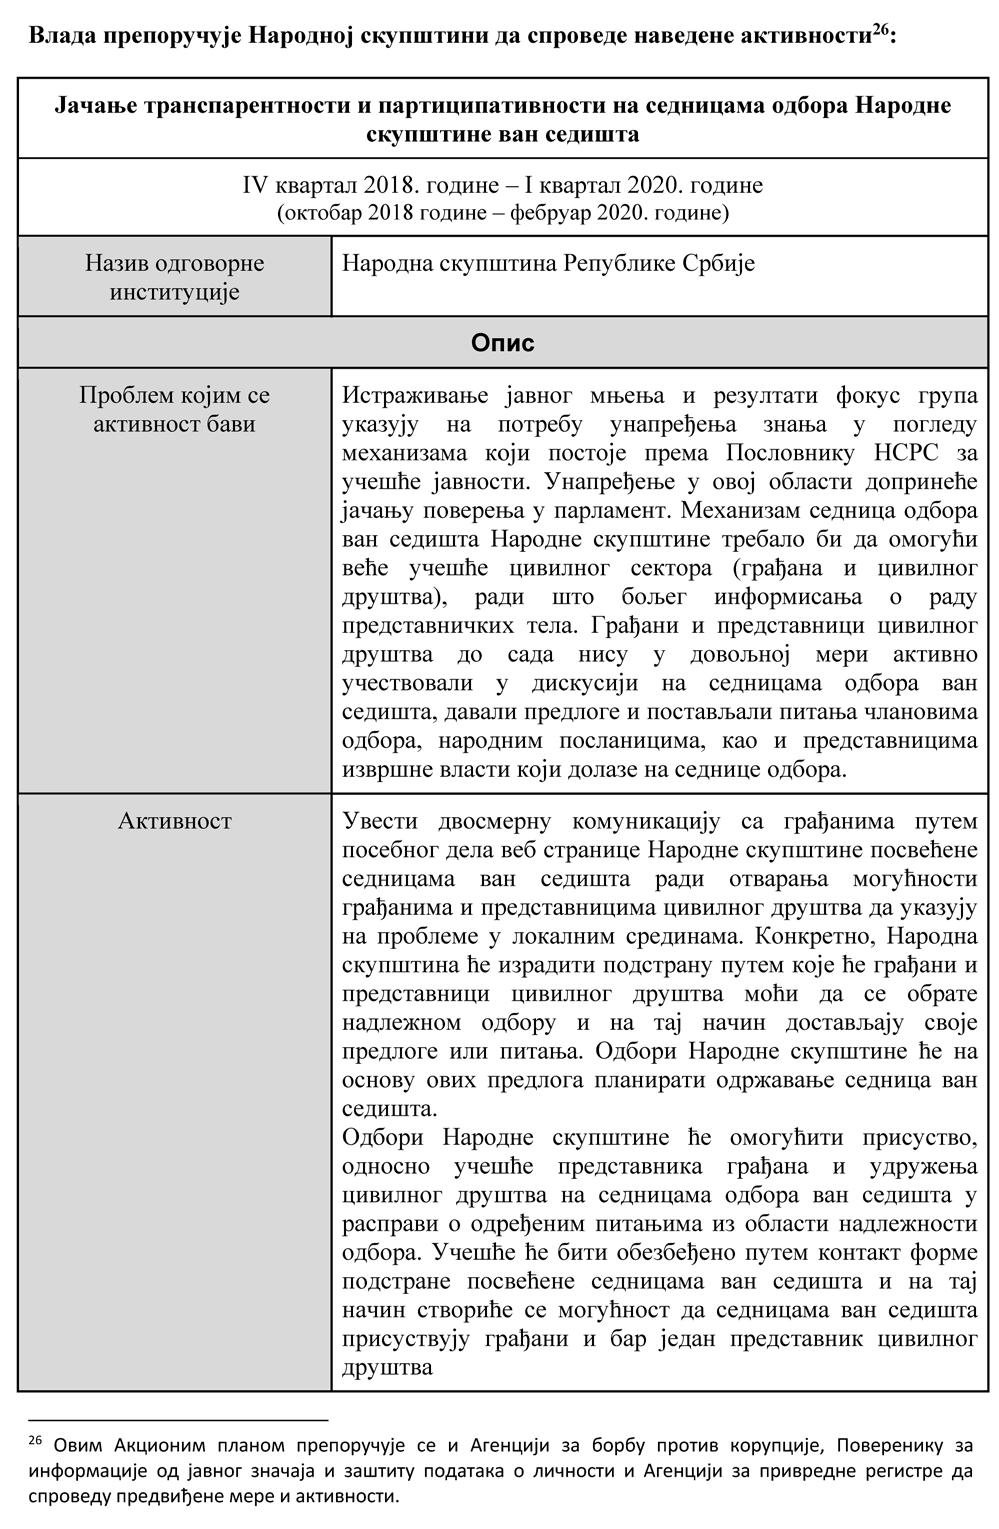 Влада препоручује Народној скупштини да спроведе наведене активности²⁶:
Јачање транспарентности и партиципативности на седницама одбора Народне
скупштине ван седишта
IV квартал 2018. године – I квартал 2020. године
(октобар 2018 године – фебруар 2020. године)
Назив одговорне
институције
Народна скупштина Републике Србије
Опис
Проблем којим се
активност бави
Истраживање јавног мњења и резултати фокус група
указују на потребу унапређења знања у погледу
механизама који постоје према Пословнику НСРС за
учешће јавности. Унапређење у овој области допринеће
јачању поверења у парламент. Механизам седница одбора
ван седишта Народне скупштине требало би да омогући
веће учешће цивилног сектора (грађана и цивилног
друштва), ради што бољег информисања о раду
представничких тела. Грађани и представници цивилног
друштва до сада нису у довољној мери активно
учествовали у дискусији на седницама одбора ван
седишта, давали предлоге и постављали питања члановима
одбора, народним посланицима, као и представницима
извршне власти који долазе на седнице одбора.
Активност
Увести двосмерну комуникацију са грађанима путем
посебног дела веб странице Народне скупштине посвећене
седницама ван седишта ради отварања могућности
грађанима и представницима цивилног друштва да указују
на проблеме у локалним срединама. Конкретно, Народна
скупштина ће израдити подстрану путем које ће грађани и
представници цивилног друштва моћи да се обрате
надлежном одбору и на тај начин достављају своје
предлоге или питања. Одбори Народне скупштине ће на
основу ових предлога планирати одржавање седница ван
седишта.
Одбори Народне скупштине ће омогућити присуство,
односно учешће представника грађана и удружења
цивилног друштва на седницама одбора ван седишта у
расправи о одређеним питањима из области надлежности
одбора. Учешће ће бити обезбеђено путем контакт форме
подстране посвећене седницама ван седишта и на тај
начин створиће се могућност да седницама ван седишта
присуствују грађани и бар један представник цивилног
друштва
²⁶ Овим Акционим планом препоручује се и Агенцији за борбу против корупције, Поверенику за
информације од јавног значаја и заштиту података о личности и Агенцији за привредне регистре да
спроведу предвиђене мере и активности.